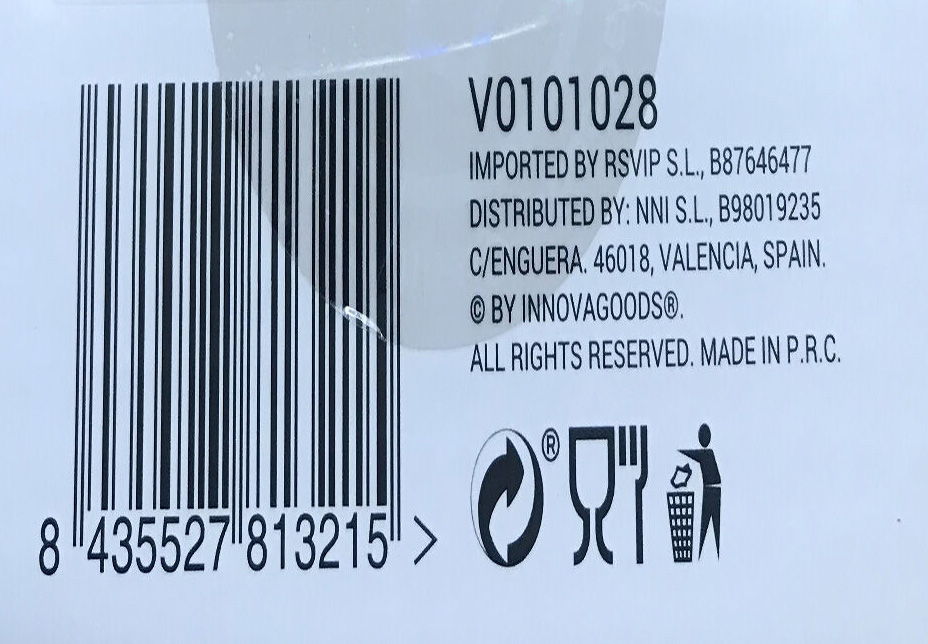 V0101028
IMPORTED BY RSVIP S.L., B87646477
DISTRIBUTED BY: NNI S.L., B98019235
C/ENGUERA. 46018, VALENCIA, SPAIN.
© BY INNOVAGOODS®.
ALL RIGHTS RESERVED. MADE IN P.R.C.
®
8 435527 813215 >